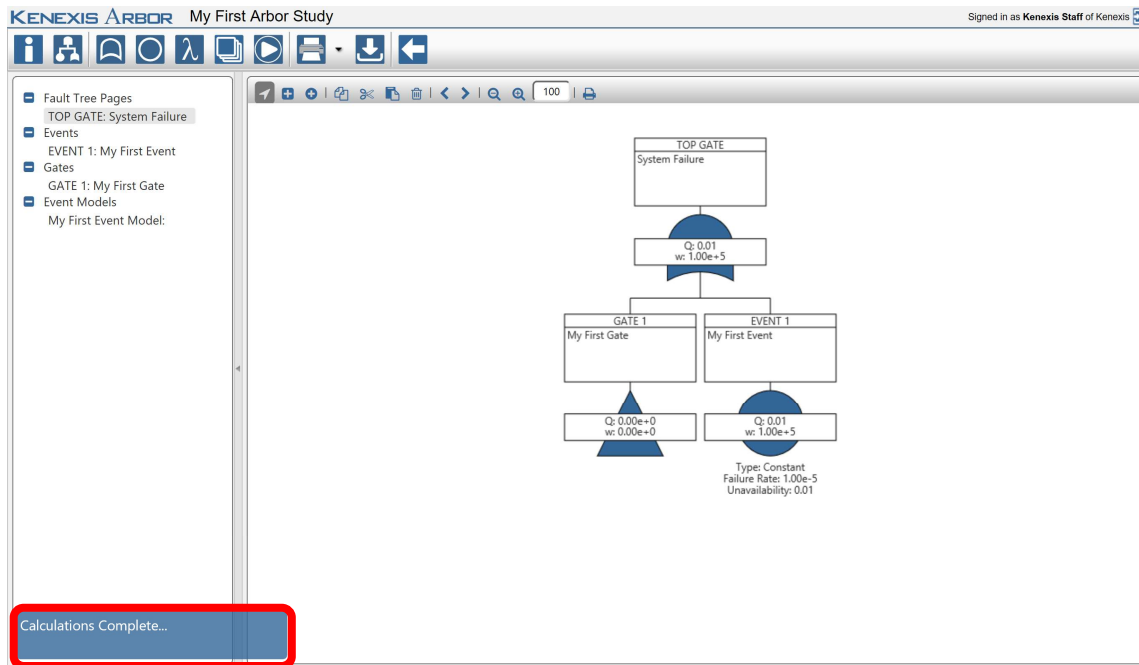 KENEXIS ARBOR My First Arbor Study
Signed in as Kenexis Staff of Kenexis
i λ
Fault Tree Pages
TOP GATE: System Failure
Events
EVENT 1: My First Event
Gates
GATE 1: My First Gate
Event Models
My First Event Model:
100
TOP GATE
System Failure
Q: 0.01
w: 1.00e+5
GATE 1
My First Gate
Q: 0.00e+0
w: 0.00e+0
EVENT 1
My First Event
Q: 0.01
w: 1.00e+5
Type: Constant
Failure Rate: 1.00e-5
Unavailability: 0.01
Calculations Complete...